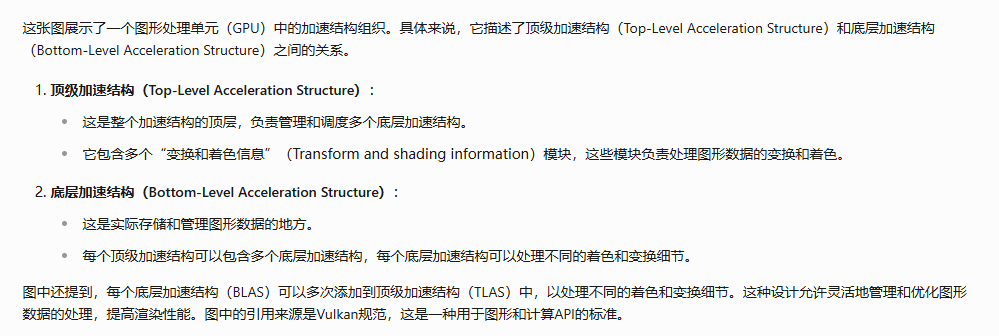 这张图展示了一个图形处理单元（GPU）中的加速结构组织。具体来说，它描述了顶级加速结构（Top-Level Acceleration Structure）和底层加速结构
（Bottom-Level Acceleration Structure）之间的关系。
1. 顶级加速结构（Top-Level Acceleration Structure）：
• 这是整个加速结构的顶层，负责管理和调度多个底层加速结构。
• 它包含多个“变换和着色信息”（Transform and shading information）模块，这些模块负责处理图形数据的变换和着色。
2. 底层加速结构（Bottom-Level Acceleration Structure）：
• 这是实际存储和管理图形数据的地方。
• 每个顶级加速结构可以包含多个底层加速结构，每个底层加速结构可以处理不同的着色和变换细节。
图中还提到，每个底层加速结构（BLAS）可以多次添加到顶级加速结构（TLAS）中，以处理不同的着色和变换细节。这种设计允许灵活地管理和优化图形
数据的处理，提高渲染性能。图中的引用来源是Vulkan规范，这是一种用于图形和计算API的标准。